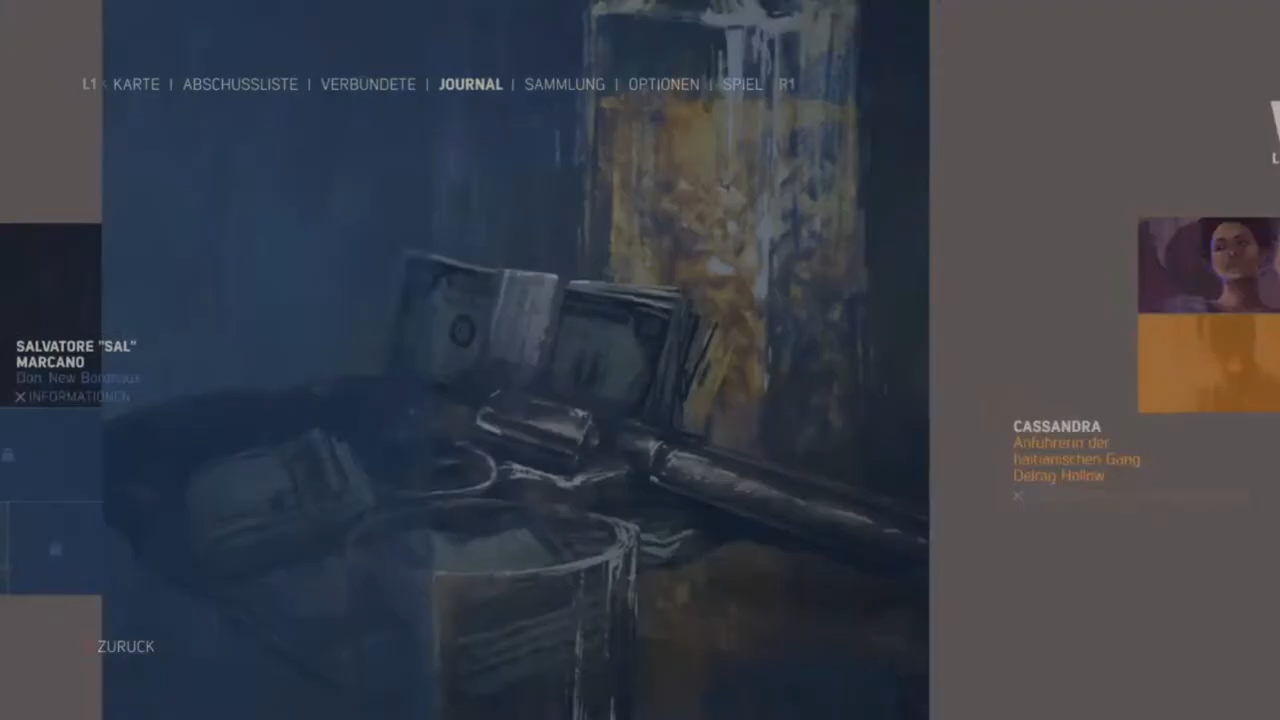 L1 KARTE | ABSCHUSSLISTE | VERBÜNDETE | JOURNAL | SAMMLUNG | OPTIONEN | SPIEL R1
SALVATORE "SAL"
MARCANO
Don, New Bordeaux
INFORMATIONEN
CASSANDRA
Anführerin der
haitianischen Gang
Delray Hollow
ZURÜCK